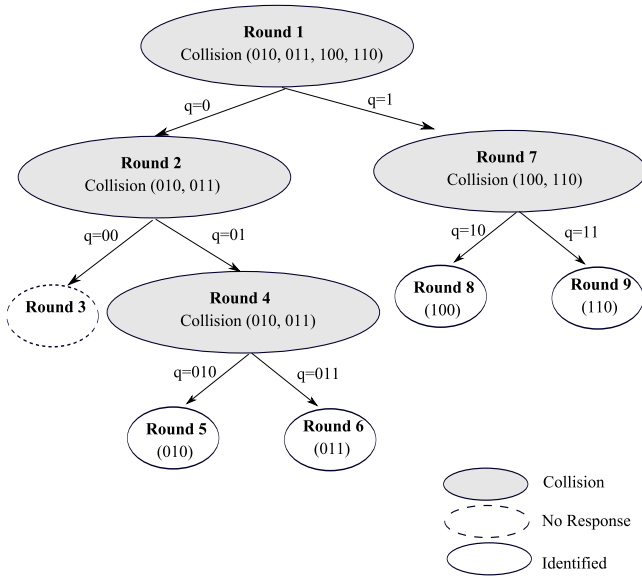 Round 1
Collision (010, 011, 100, 110)
q=0
q=1
Round 2
Collision (010, 011)
Round 7
Collision (100, 110)
q=00
q=01
q=10
q=11
Round 3
Round 4
Collision (010, 011)
Round 8
(100)
Round 9
(110)
q=010
q=011
Round 5
(010)
Round 6
(011)
Collision
No Response
Identified